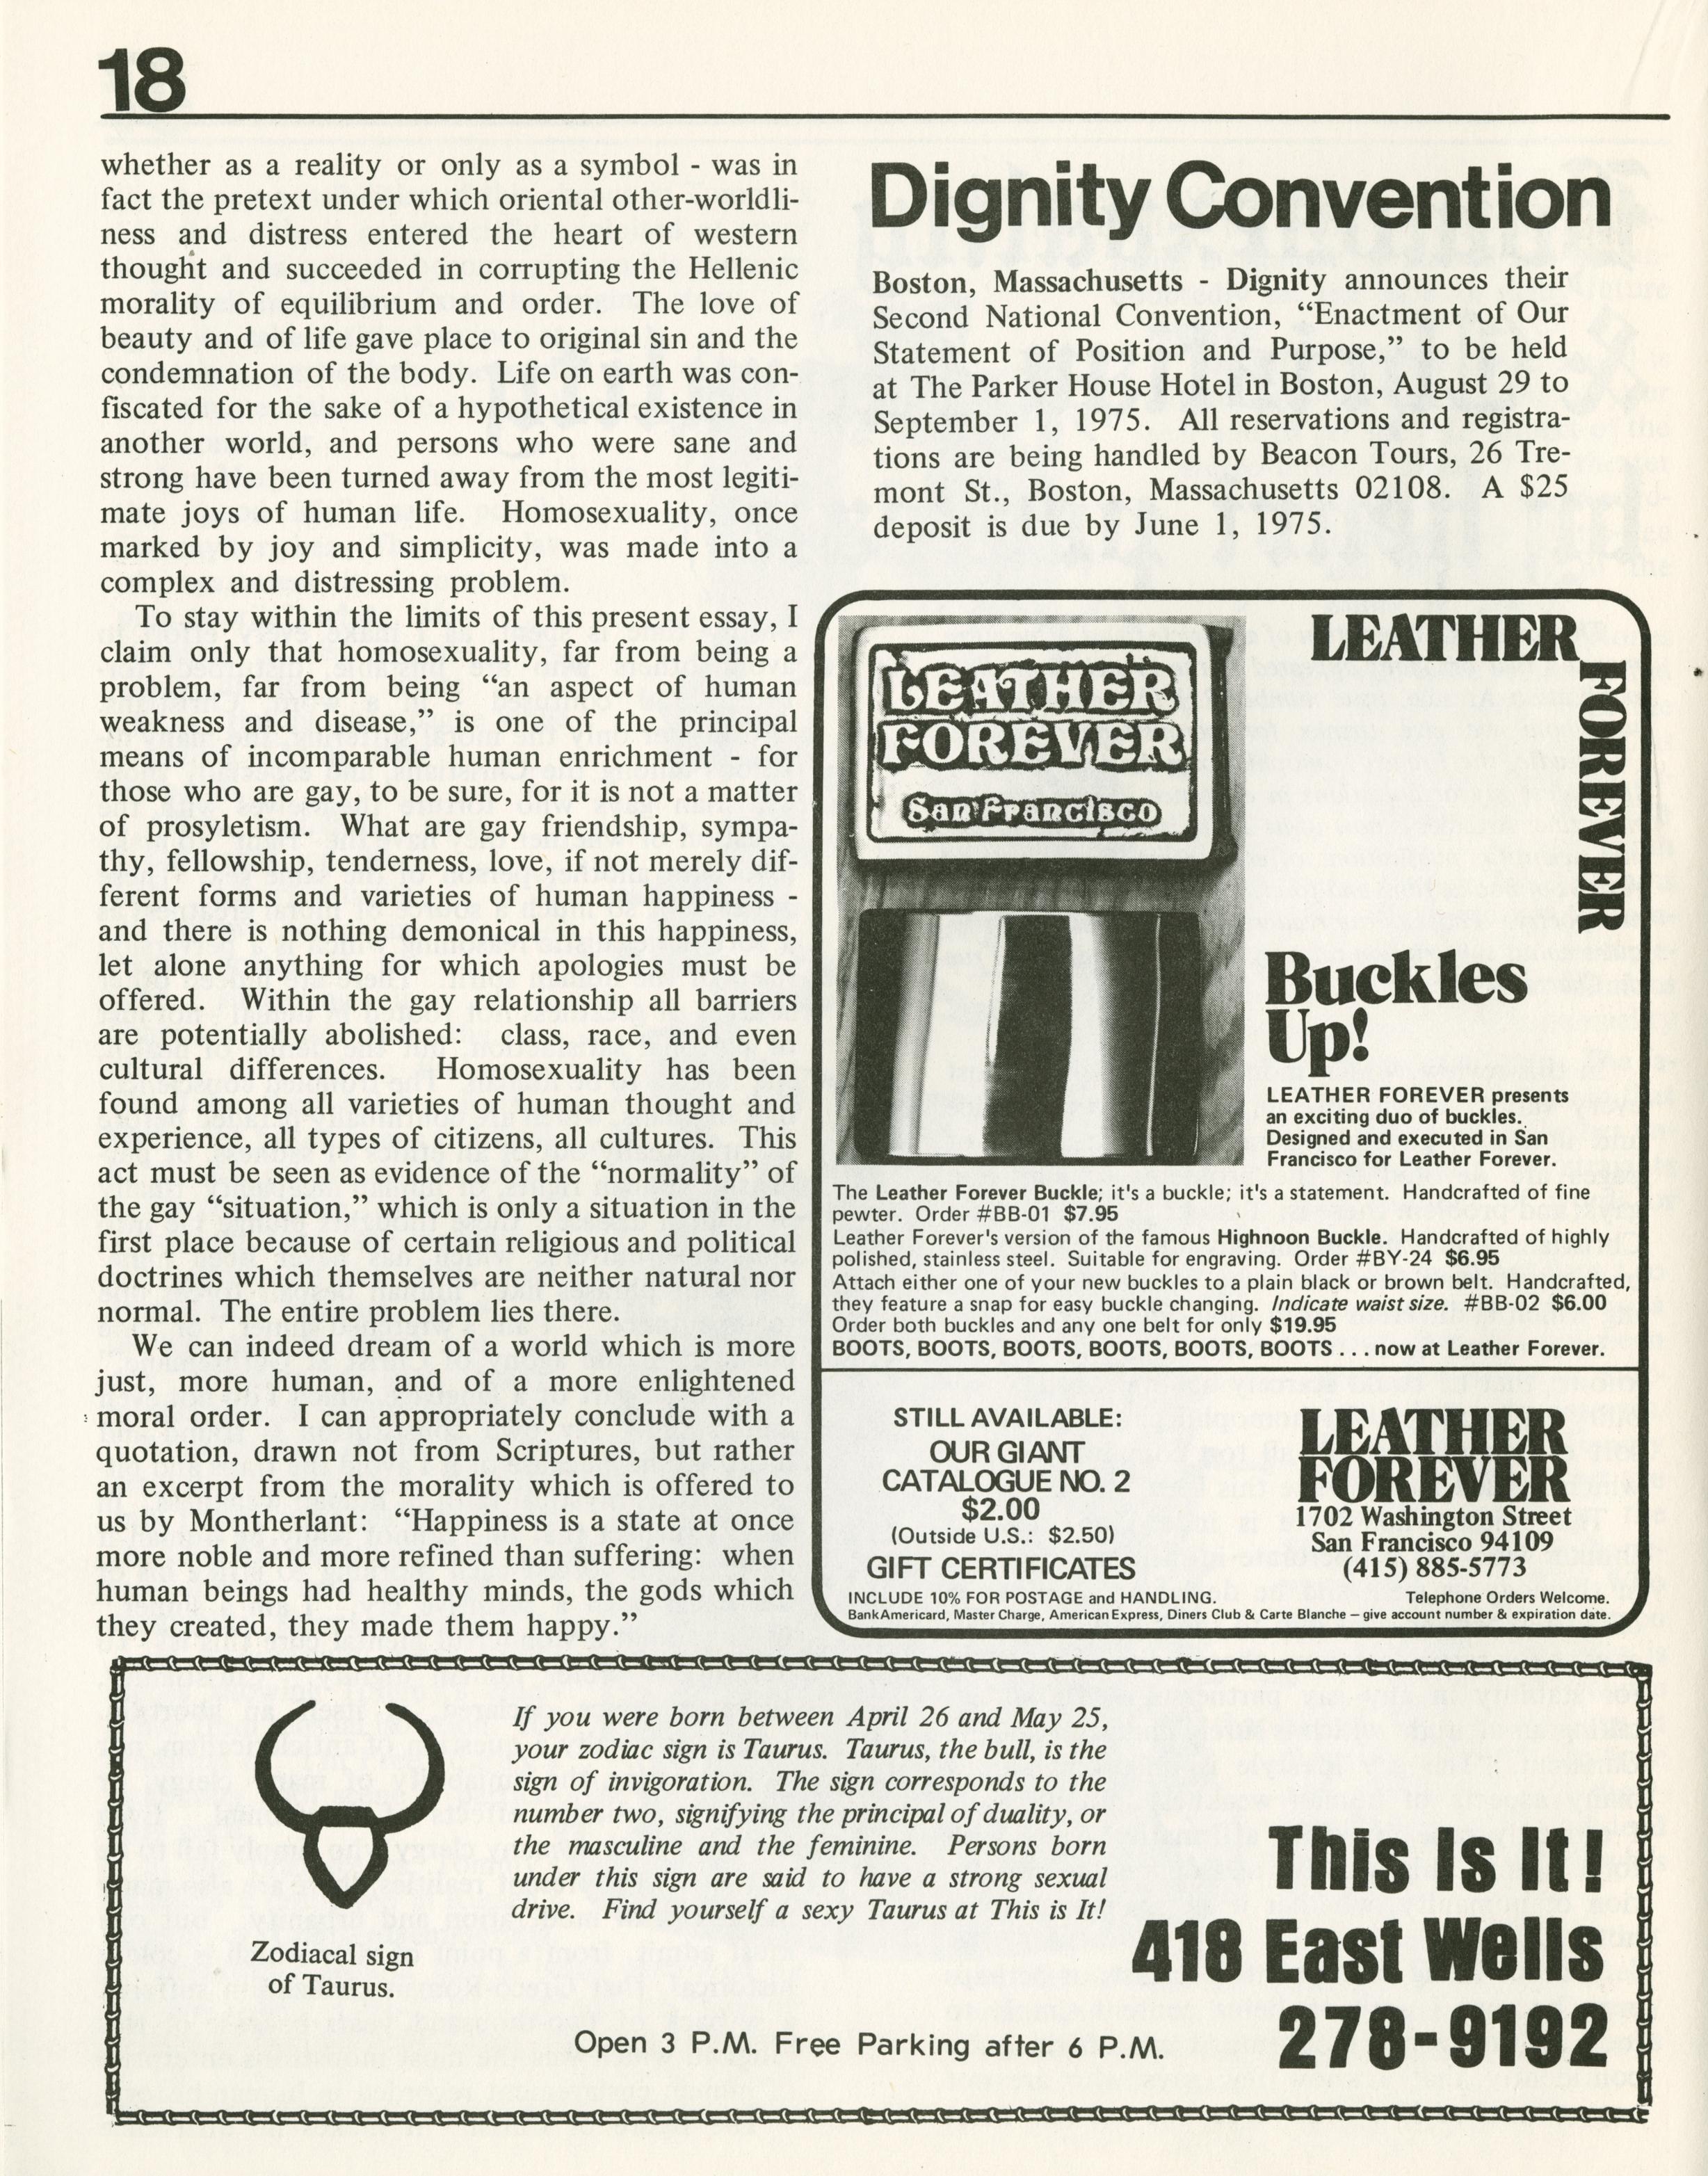 18
whether as a reality or only as a symbol - was in
fact the pretext under which oriental other-worldli-
ness and distress entered the heart of western
thought and succeeded in corrupting the Hellenic
morality of equilibrium and order. The love of
beauty and of life gave place to original sin and the
condemnation of the body. Life on earth was con-
fiscated for the sake of a hypothetical existence in
another world, and persons who were sane and
strong have been turned away from the most legiti-
mate joys of human life. Homosexuality, once
marked by joy and simplicity, was made into a
complex and distressing problem.
To stay within the limits of this present essay, I
claim only that homosexuality, far from being a
problem, far from being “an aspect of human
weakness and disease,” is one of the principal
means of incomparable human enrichment - for
those who are gay, to be sure, for it is not a matter
of prosyletism. What are gay friendship, sympa-
thy, fellowship, tenderness, love, if not merely dif-
ferent forms and varieties of human happiness -
and there is nothing demonical in this happiness,
let alone anything for which apologies must be
offered. Within the gay relationship all barriers
are potentially abolished: class, race, and even
cultural differences. Homosexuality has been
found among all varieties of human thought and
experience, all types of citizens, all cultures. This
act must be seen as evidence of the “normality” of
the gay “situation,” which is only a situation in the
first place because of certain religious and political
doctrines which themselves are neither natural nor
normal. The entire problem lies there.
We can indeed dream of a world which is more
just, more human, and of a more enlightened
moral order. I can appropriately conclude with a
quotation, drawn not from Scriptures, but rather
an excerpt from the morality which is offered to
us by Montherlant: “Happiness is a state at once
more noble and more refined than suffering: when
human beings had healthy minds, the gods which
they created, they made them happy.”
Dignity Convention
Boston, Massachusetts - Dignity announces their
Second National Convention, “Enactment of Our
Statement of Position and Purpose,” to be held
at The Parker House Hotel in Boston, August 29 to
September 1, 1975. All reservations and registra-
tions are being handled by Beacon Tours, 26 Tre-
mont St., Boston, Massachusetts 02108. A $25
deposit is due by June 1, 1975.
LEATHER
FOREVER
San Francisco
LEATHER
FOREVER
Buckles
Up!
LEATHER FOREVER presents
an exciting duo of buckles.
Designed and executed in San
Francisco for Leather Forever.
The Leather Forever Buckle; it's a buckle; it's a statement. Handcrafted of fine
pewter. Order #BB-01 $7.95
Leather Forever's version of the famous Highnoon Buckle. Handcrafted of highly
polished, stainless steel. Suitable for engraving. Order #BY-24 $6.95
Attach either one of your new buckles to a plain black or brown belt. Handcrafted,
they feature a snap for easy buckle changing. Indicate waist size. #BB-02 $6.00
Order both buckles and any one belt for only $19.95
BOOTS, BOOTS, BOOTS, BOOTS, BOOTS, BOOTS . . . now at Leather Forever.
STILL AVAILABLE:
OUR GIANT
CATALOGUE NO. 2
$2.00
(Outside U.S.: $2.50)
GIFT CERTIFICATES
LEATHER
FOREVER
1702 Washington Street
San Francisco 94109
(415) 885-5773
INCLUDE 10% FOR POSTAGE and HANDLING. Telephone Orders Welcome.
BankAmericard, Master Charge, American Express, Diners Club & Carte Blanche — give account number & expiration date.
Zodiacal sign
of Taurus.
If you were born between April 26 and May 25,
your zodiac sign is Taurus. Taurus, the bull, is the
sign of invigoration. The sign corresponds to the
number two, signifying the principal of duality, or
the masculine and the feminine. Persons born
under this sign are said to have a strong sexual
drive. Find yourself a sexy Taurus at This is It!
This Is It!
418 East Wells
278-9192
Open 3 P.M. Free Parking after 6 P.M.